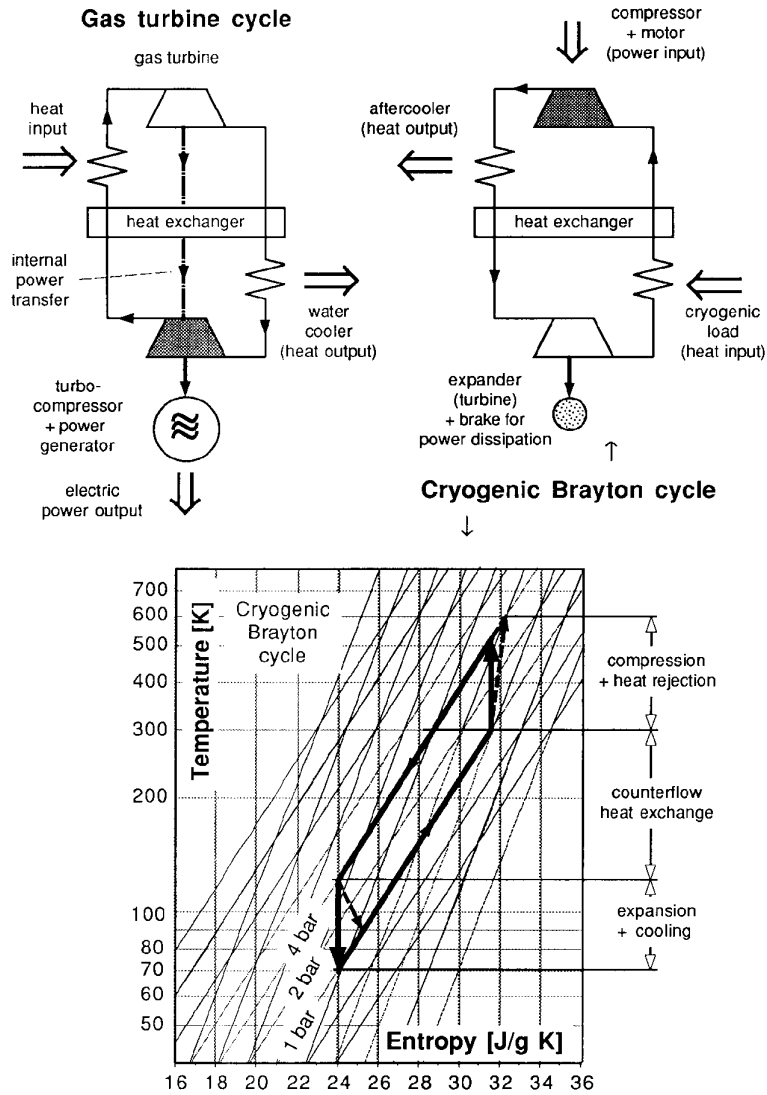 Gas turbine cycle
gas turbine
heat
input
heat exchanger
internal
power
transfer
water
cooler
(heat output)
turbo-
compressor
+ power
generator
electric
power output
compressor
+ motor
(power input)
aftercooler
(heat output)
heat exchanger
cryogenic
load
(heat input)
expander
(turbine)
+ brake for
power dissipation
↑
Cryogenic Brayton cycle
↓
Temperature [K]
700
600
500
400
300
200
100
80
70
60
50
Cryogenic
Brayton
cycle
4 bar
2 bar
1 bar
Entropy [J/g K]
16 18 20 22 24 26 28 30 32 34 36
compression
+ heat rejection
counterflow
heat exchange
expansion
+ cooling